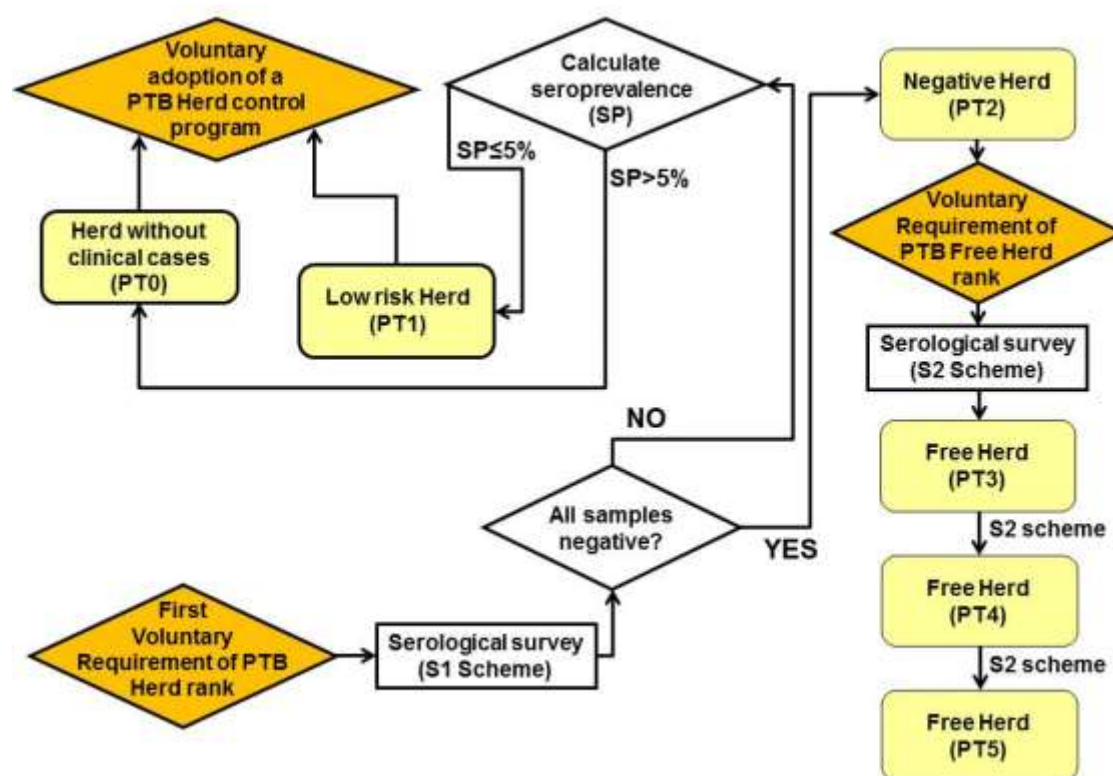 Voluntary
adoption of a
PTB Herd control
program
Calculate
seroprevalence
(SP)
Negative Herd
(PT2)
SP≤5%
SP>5%
Herd without
clinical cases
(PT0)
Low risk Herd
(PT1)
Voluntary
Requirement of
PTB Free Herd
rank
Serological survey
(S2 Scheme)
NO
Free Herd
(PT3)
All samples
negative?
YES
S2 scheme
Free Herd
(PT4)
First
Voluntary
Requirement of PTB
Herd rank
Serological survey
(S1 Scheme)
S2 scheme
Free Herd
(PT5)